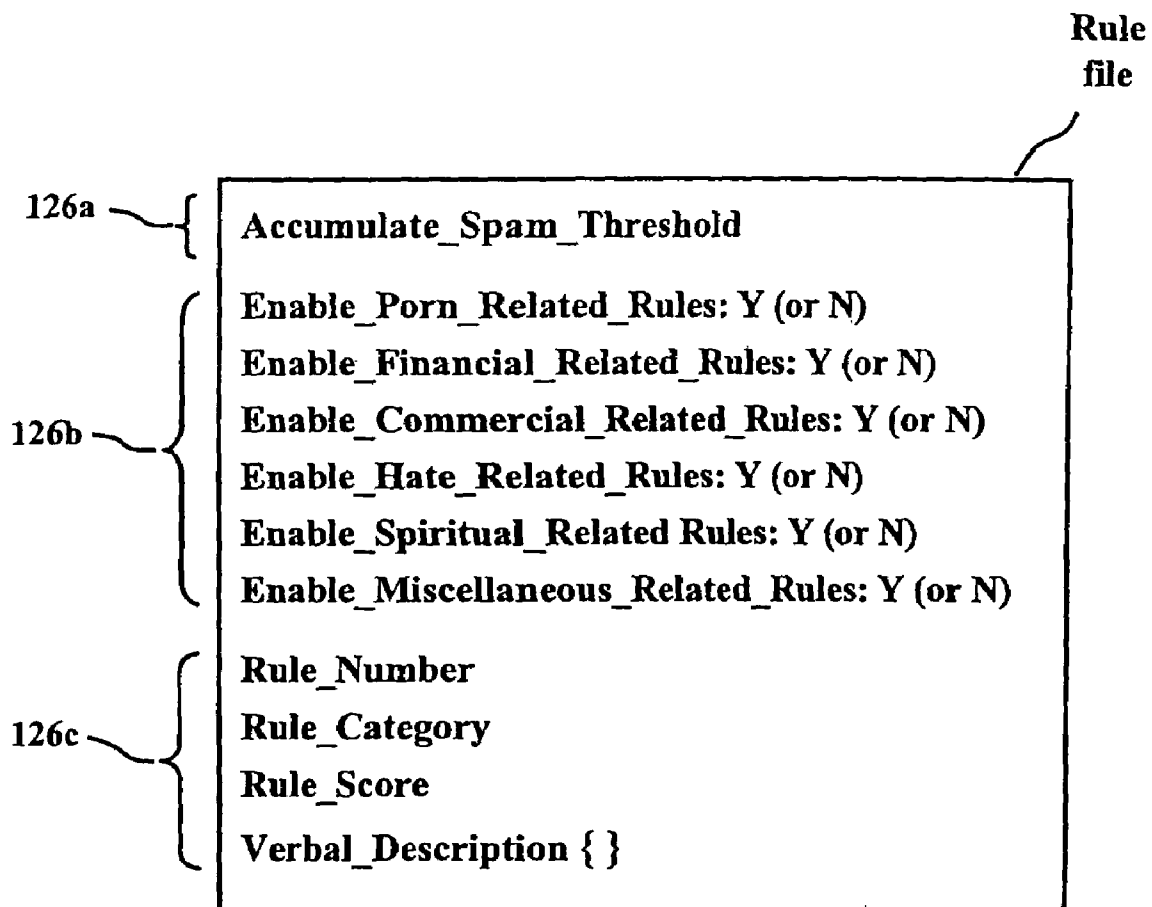 Rule
file
126a
Accumulate_Spam_Threshold
126b
Enable_Porn_Related_Rules: Y (or N)
Enable_Financial_Related_Rules: Y (or N)
Enable_Commercial_Related_Rules: Y (or N)
Enable_Hate_Related_Rules: Y (or N)
Enable_Spiritual_Related Rules: Y (or N)
Enable_Miscellaneous_Related_Rules: Y (or N)
126c
Rule_Number
Rule_Category
Rule_Score
Verbal_Description { }